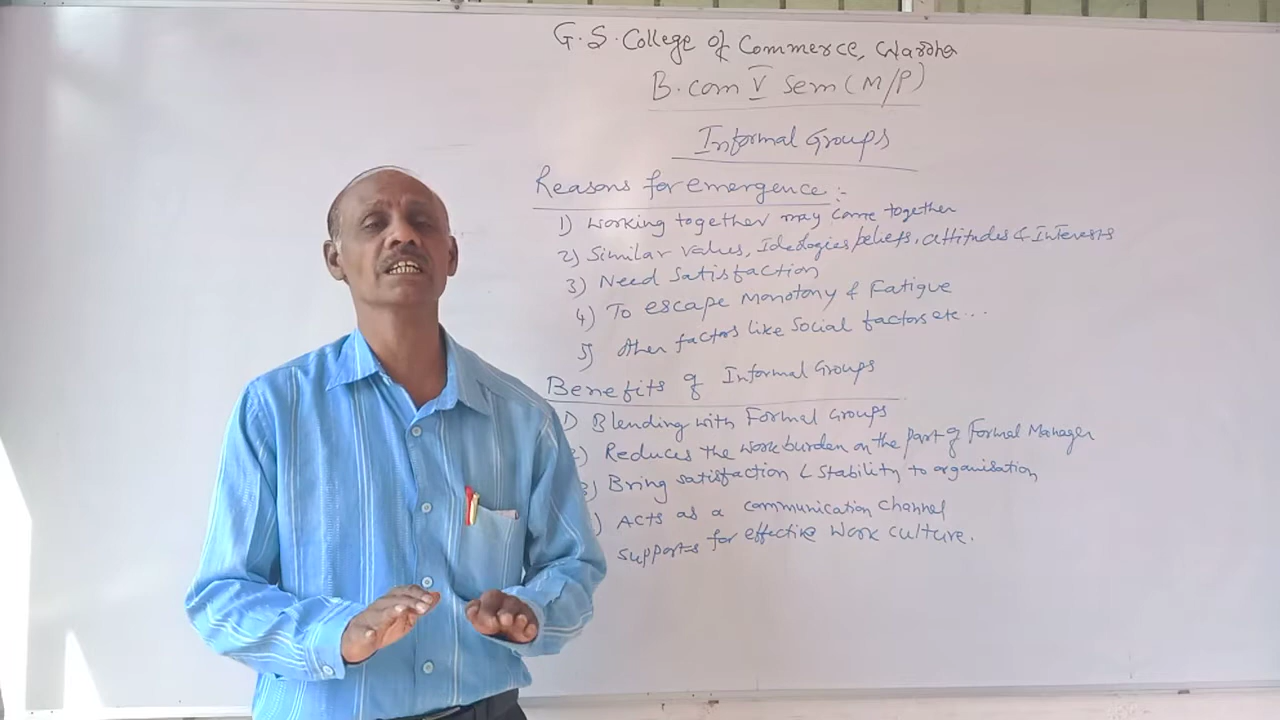 G.S. College of Commerce, Wardha
B.com V Sem (M/P)
Informal Groups
Reasons for emergence :-
1) Working together may come together
2) Similar values, Ideologies/beliefs, attitudes & Interests
3) Need Satisfaction
4) To escape Monotony & Fatigue
5) Other factors like Social factors etc...
Benefits of Informal Groups
1) Blending with Formal Groups
2) Reduces the work burden on the part of Formal Manager
3) Bring satisfaction & stability to organisation
) Acts as a communication channel
Supports for effective work culture.